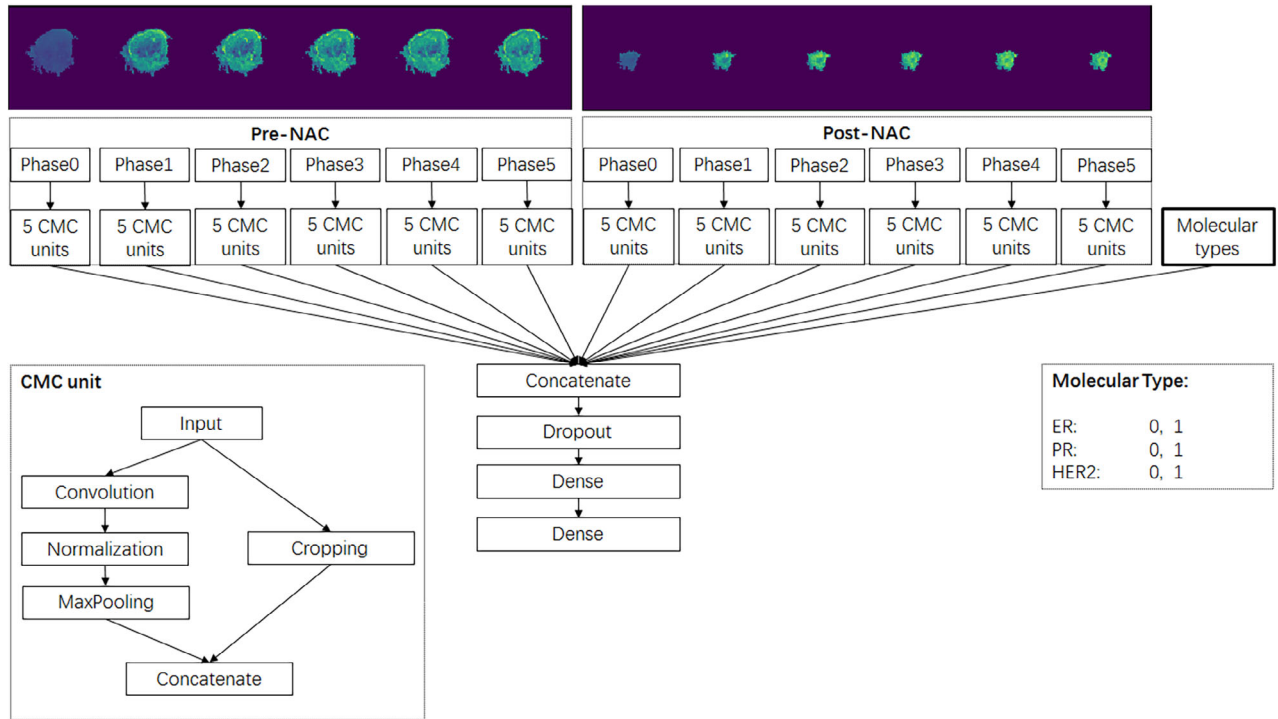 Pre-NAC
Post-NAC
Phase0 Phase1 Phase2 Phase3 Phase4 Phase5
Phase0 Phase1 Phase2 Phase3 Phase4 Phase5
5 CMC units
5 CMC units
5 CMC units
5 CMC units
5 CMC units
5 CMC units
5 CMC units
5 CMC units
5 CMC units
5 CMC units
5 CMC units
5 CMC units
Molecular
types
Concatenate
Dropout
Dense
Dense
CMC unit
Input
Convolution
Normalization
MaxPooling
Cropping
Concatenate
Molecular Type:
ER: 0, 1
PR: 0, 1
HER2: 0, 1